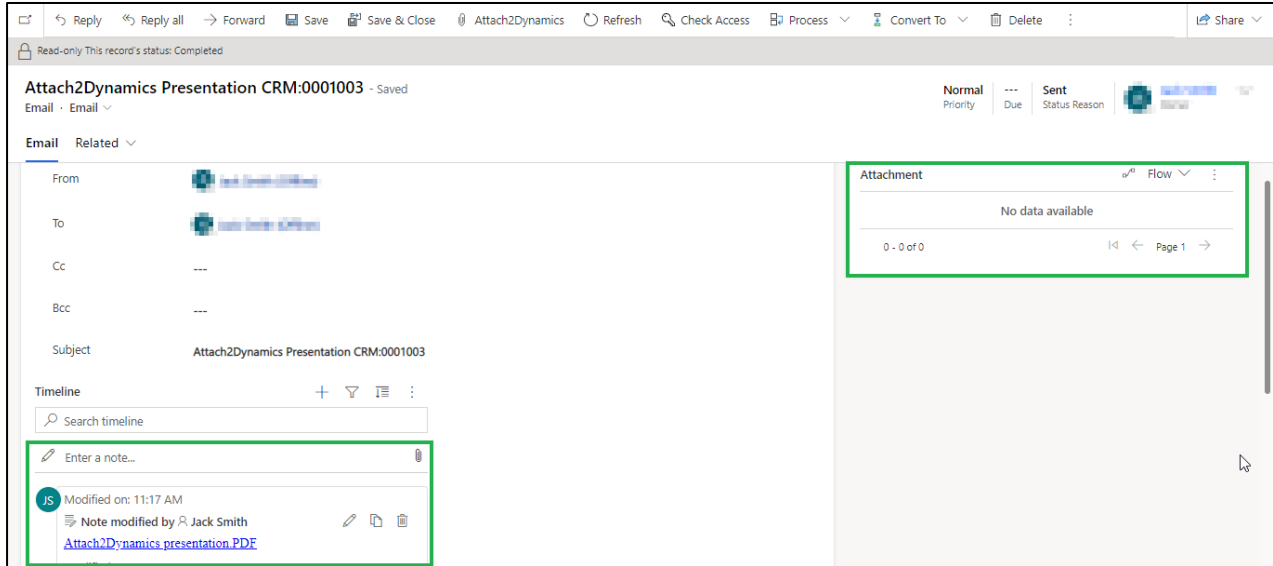 Reply Reply all Forward Save Save & Close Attach2Dynamics Refresh Check Access Process Convert To Delete Share
Read-only This record's status: Completed
Attach2Dynamics Presentation CRM:0001003 - Saved
Email · Email
Normal
Priority
---
Due
Sent
Status Reason
Email Related
From
To
Cc ---
Bcc ---
Subject Attach2Dynamics Presentation CRM:0001003
Timeline
Search timeline
Enter a note...
JS Modified on: 11:17 AM
Note modified by Jack Smith
Attach2Dynamics presentation.PDF
Attachment Flow
No data available
0 - 0 of 0 Page 1